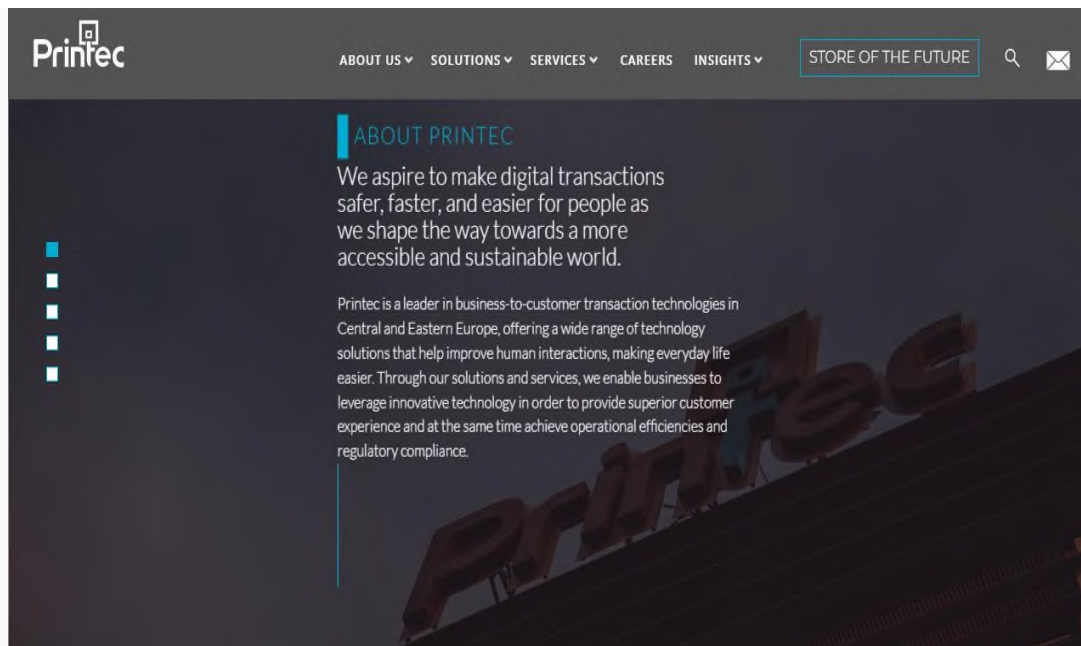 Printec
ABOUT US SOLUTIONS SERVICES CAREERS INSIGHTS STORE OF THE FUTURE
ABOUT PRINTEC
We aspire to make digital transactions
safer, faster, and easier for people as
we shape the way towards a more
accessible and sustainable world.
Printec is a leader in business-to-customer transaction technologies in
Central and Eastern Europe, offering a wide range of technology
solutions that help improve human interactions, making everyday life
easier. Through our solutions and services, we enable businesses to
leverage innovative technology in order to provide superior customer
experience and at the same time achieve operational efficiencies and
regulatory compliance.
Printec